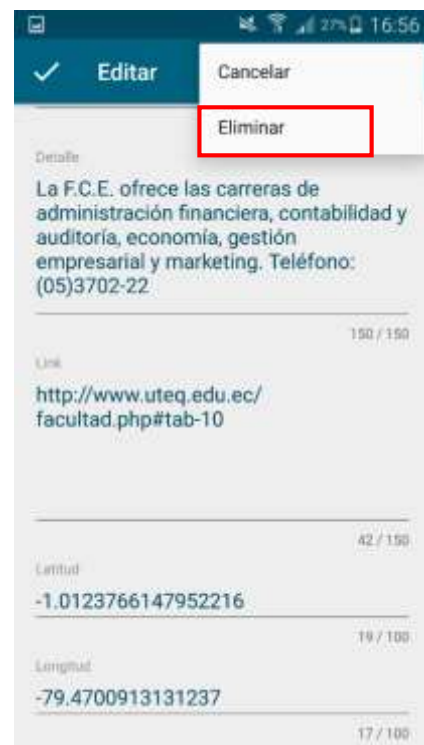 27% 16:56
Editar
Cancelar
Eliminar
Detalle
La F.C.E. ofrece las carreras de
administración financiera, contabilidad y
auditoría, economía, gestión
empresarial y marketing. Teléfono:
(05)3702-22
150 / 150
Link
http://www.uteq.edu.ec/
facultad.php#tab-10
42 / 150
Latitud
-1.0123766147952216
19 / 100
Longitud
-79.4700913131237
17 / 100